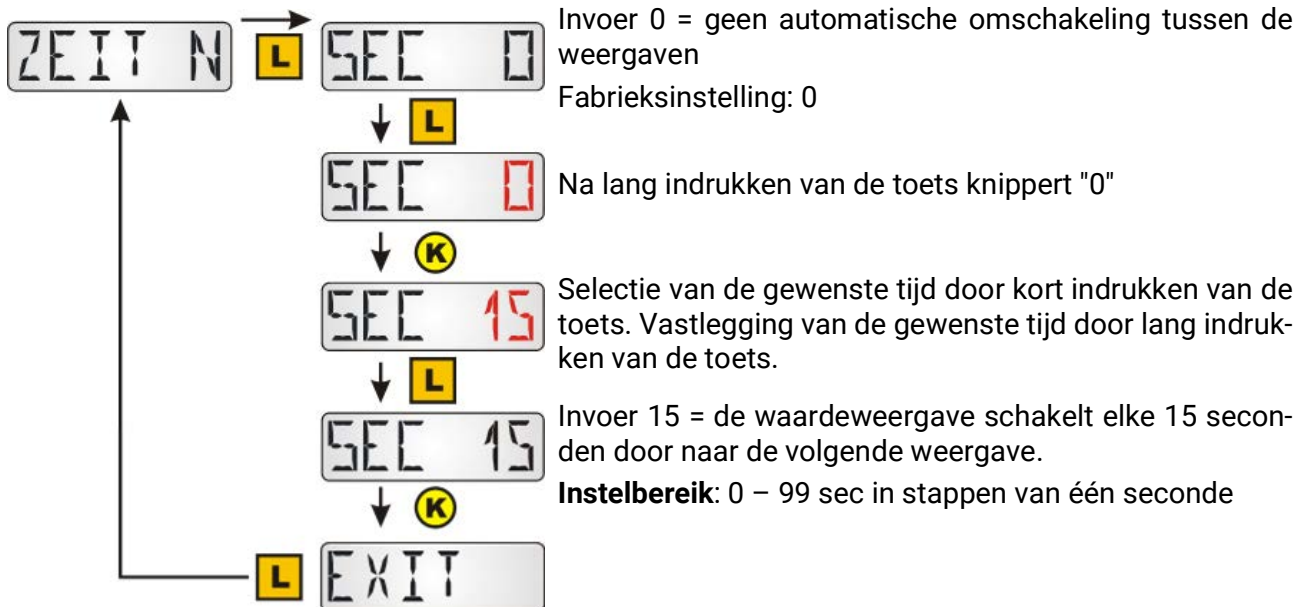 ZEIT N
L
SEC 0
Invoer 0 = geen automatische omschakeling tussen de
weergaven
Fabrieksinstelling: 0
L
SEC 0
Na lang indrukken van de toets knippert "0"
K
SEC 15
Selectie van de gewenste tijd door kort indrukken van de
toets. Vastlegging van de gewenste tijd door lang indruk-
ken van de toets.
L
SEC 15
Invoer 15 = de waardeweergave schakelt elke 15 secon-
den door naar de volgende weergave.
Instelbereik: 0 – 99 sec in stappen van één seconde
K
L
EXIT